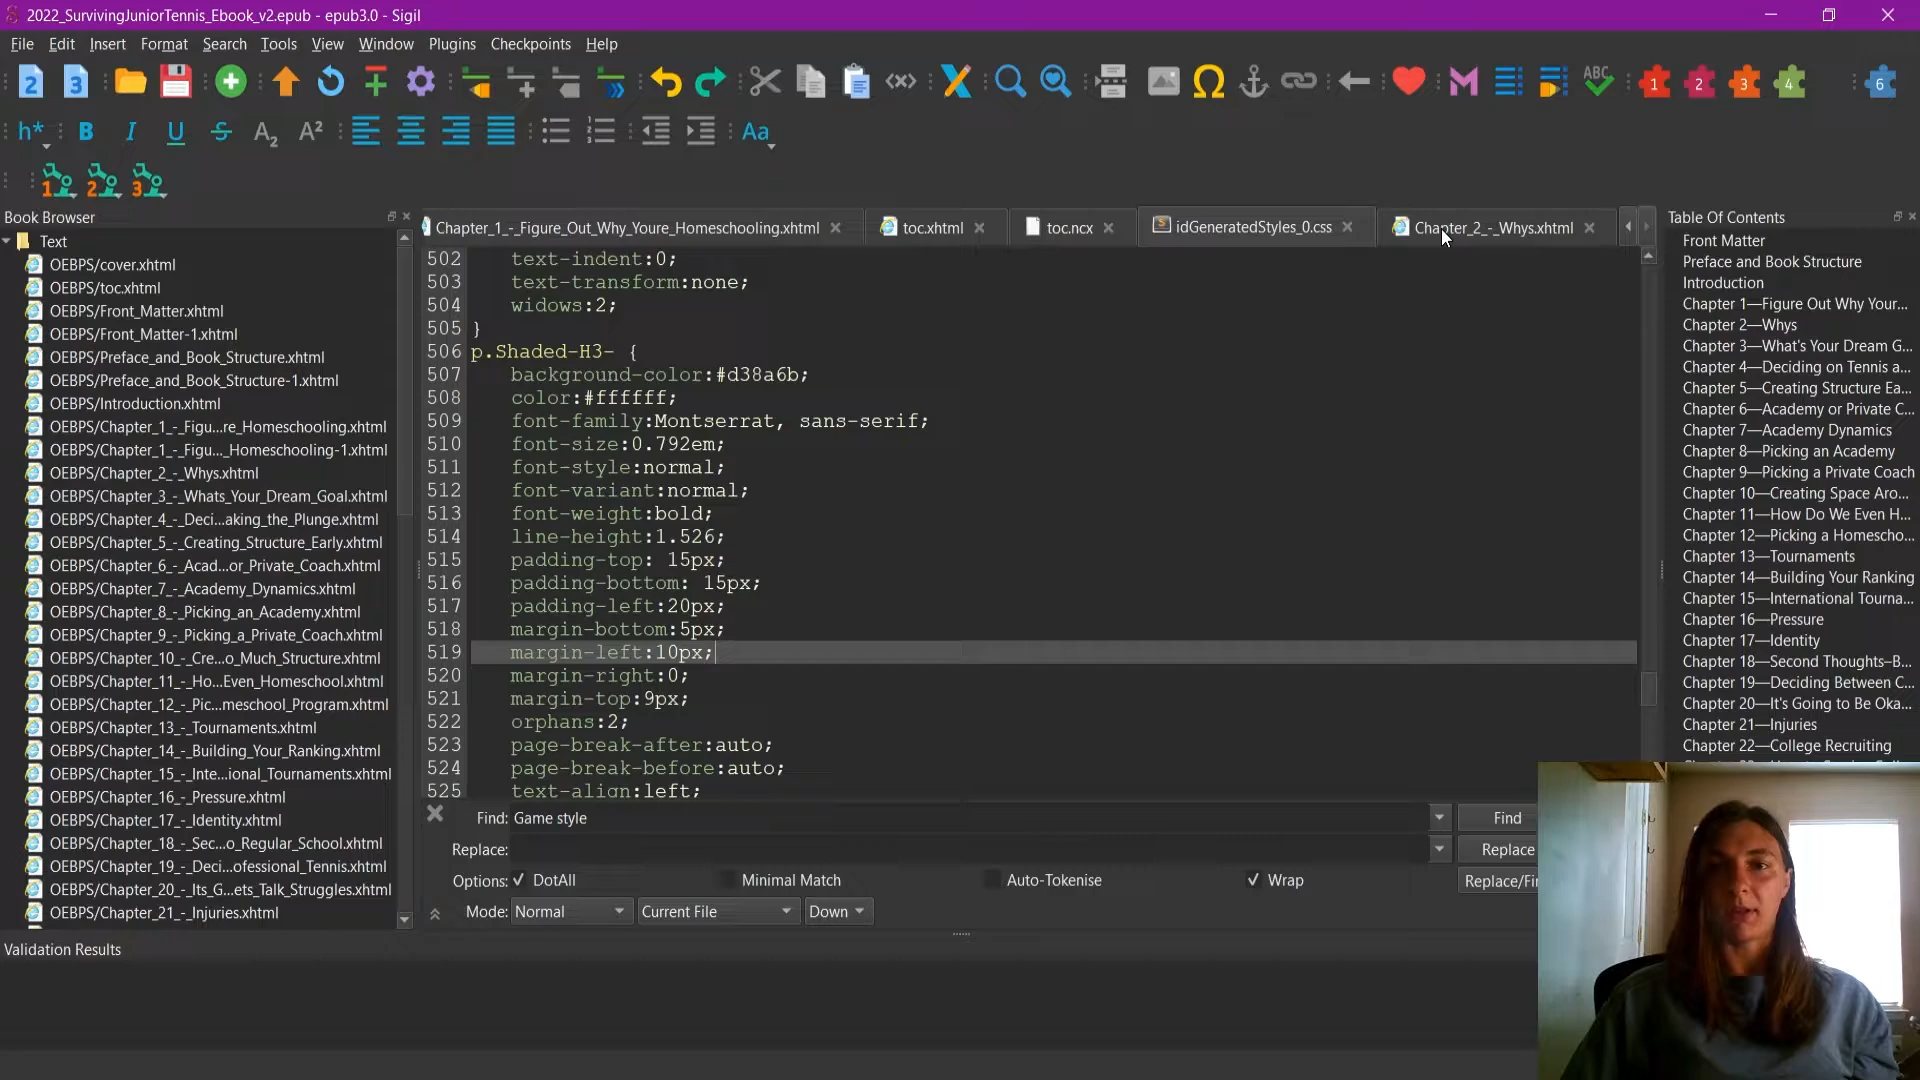 2022_SurvivingJuniorTennis_Ebook_v2.epub - epub3.0 - Sigil
File Edit Insert Format Search Tools View Window Plugins Checkpoints Help
2 3 ABC 1 2 3 4 6
h* B I U S A2 A2 Aa
1 2 3
Book Browser
Text
OEBPS/cover.xhtml
OEBPS/toc.xhtml
OEBPS/Front_Matter.xhtml
OEBPS/Front_Matter-1.xhtml
OEBPS/Preface_and_Book_Structure.xhtml
OEBPS/Preface_and_Book_Structure-1.xhtml
OEBPS/Introduction.xhtml
OEBPS/Chapter_1_-_Figu...re_Homeschooling.xhtml
OEBPS/Chapter_1_-_Figu..._Homeschooling-1.xhtml
OEBPS/Chapter_2_-_Whys.xhtml
OEBPS/Chapter_3_-_Whats_Your_Dream_Goal.xhtml
OEBPS/Chapter_4_-_Deci...aking_the_Plunge.xhtml
OEBPS/Chapter_5_-_Creating_Structure_Early.xhtml
OEBPS/Chapter_6_-_Acad...or_Private_Coach.xhtml
OEBPS/Chapter_7_-_Academy_Dynamics.xhtml
OEBPS/Chapter_8_-_Picking_an_Academy.xhtml
OEBPS/Chapter_9_-_Picking_a_Private_Coach.xhtml
OEBPS/Chapter_10_-_Cre...o_Much_Structure.xhtml
OEBPS/Chapter_11_-_Ho...Even_Homeschool.xhtml
OEBPS/Chapter_12_-_Pic...meschool_Program.xhtml
OEBPS/Chapter_13_-_Tournaments.xhtml
OEBPS/Chapter_14_-_Building_Your_Ranking.xhtml
OEBPS/Chapter_15_-_Inte...ional_Tournaments.xhtml
OEBPS/Chapter_16_-_Pressure.xhtml
OEBPS/Chapter_17_-_Identity.xhtml
OEBPS/Chapter_18_-_Sec...o_Regular_School.xhtml
OEBPS/Chapter_19_-_Deci...ofessional_Tennis.xhtml
OEBPS/Chapter_20_-_Its_G...ets_Talk_Struggles.xhtml
OEBPS/Chapter_21_-_Injuries.xhtml
Chapter_1_-_Figure_Out_Why_Youre_Homeschooling.xhtml toc.xhtml toc.ncx idGeneratedStyles_0.css Chapter_2_-_Whys.xhtml
502 text-indent:0;
503 text-transform:none;
504 widows:2;
505 }
506 p.Shaded-H3- {
507 background-color:#d38a6b;
508 color:#ffffff;
509 font-family:Montserrat, sans-serif;
510 font-size:0.792em;
511 font-style:normal;
512 font-variant:normal;
513 font-weight:bold;
514 line-height:1.526;
515 padding-top: 15px;
516 padding-bottom: 15px;
517 padding-left:20px;
518 margin-bottom:5px;
519 margin-left:10px;
520 margin-right:0;
521 margin-top:9px;
522 orphans:2;
523 page-break-after:auto;
524 page-break-before:auto;
525 text-align:left;
Find: Game style Find
Replace: Replace
Options: DotAll Minimal Match Auto-Tokenise Wrap Replace/Fi
Mode: Normal Current File Down
Validation Results
Table Of Contents
Front Matter
Preface and Book Structure
Introduction
Chapter 1—Figure Out Why Your...
Chapter 2—Whys
Chapter 3—What's Your Dream G...
Chapter 4—Deciding on Tennis a...
Chapter 5—Creating Structure Ea...
Chapter 6—Academy or Private C...
Chapter 7—Academy Dynamics
Chapter 8—Picking an Academy
Chapter 9—Picking a Private Coach
Chapter 10—Creating Space Aro...
Chapter 11—How Do We Even H...
Chapter 12—Picking a Homescho...
Chapter 13—Tournaments
Chapter 14—Building Your Ranking
Chapter 15—International Tourna...
Chapter 16—Pressure
Chapter 17—Identity
Chapter 18—Second Thoughts–B...
Chapter 19—Deciding Between C...
Chapter 20—It's Going to Be Oka...
Chapter 21—Injuries
Chapter 22—College Recruiting